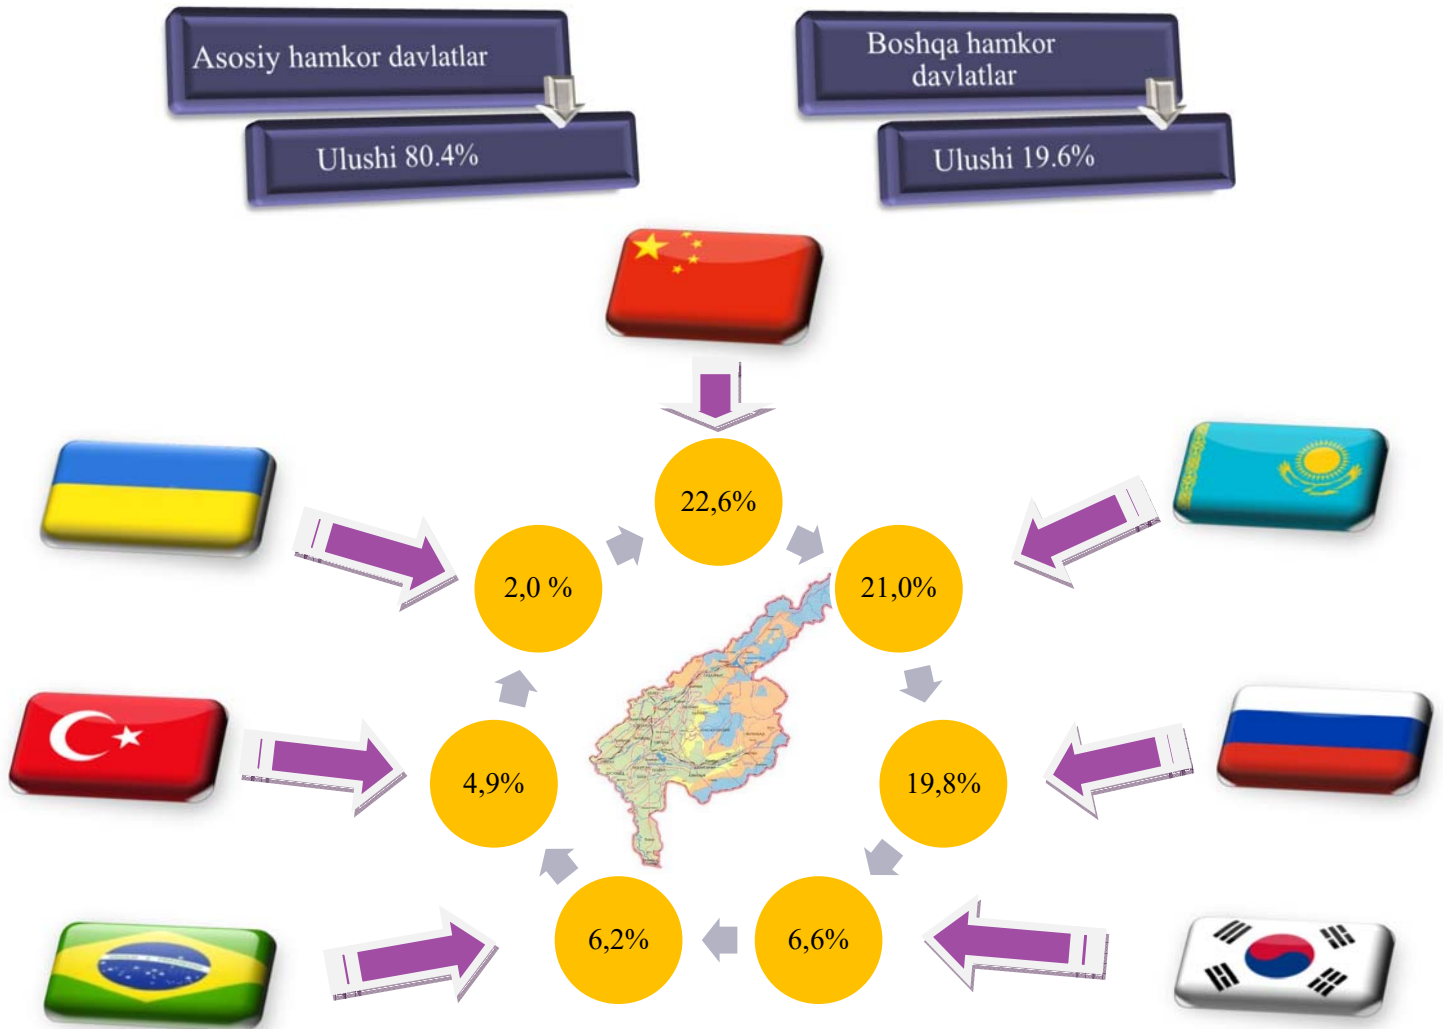 Asosiy hamkor davlatlar
Ulushi 80.4%
Boshqa hamkor
davlatlar
Ulushi 19.6%
22,6%
2,0 %
21,0%
4,9%
19,8%
6,2%
6,6%